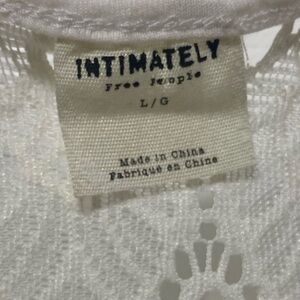 INTIMATELY
Free People
L/G
Made in China
Fabriqué en Chine